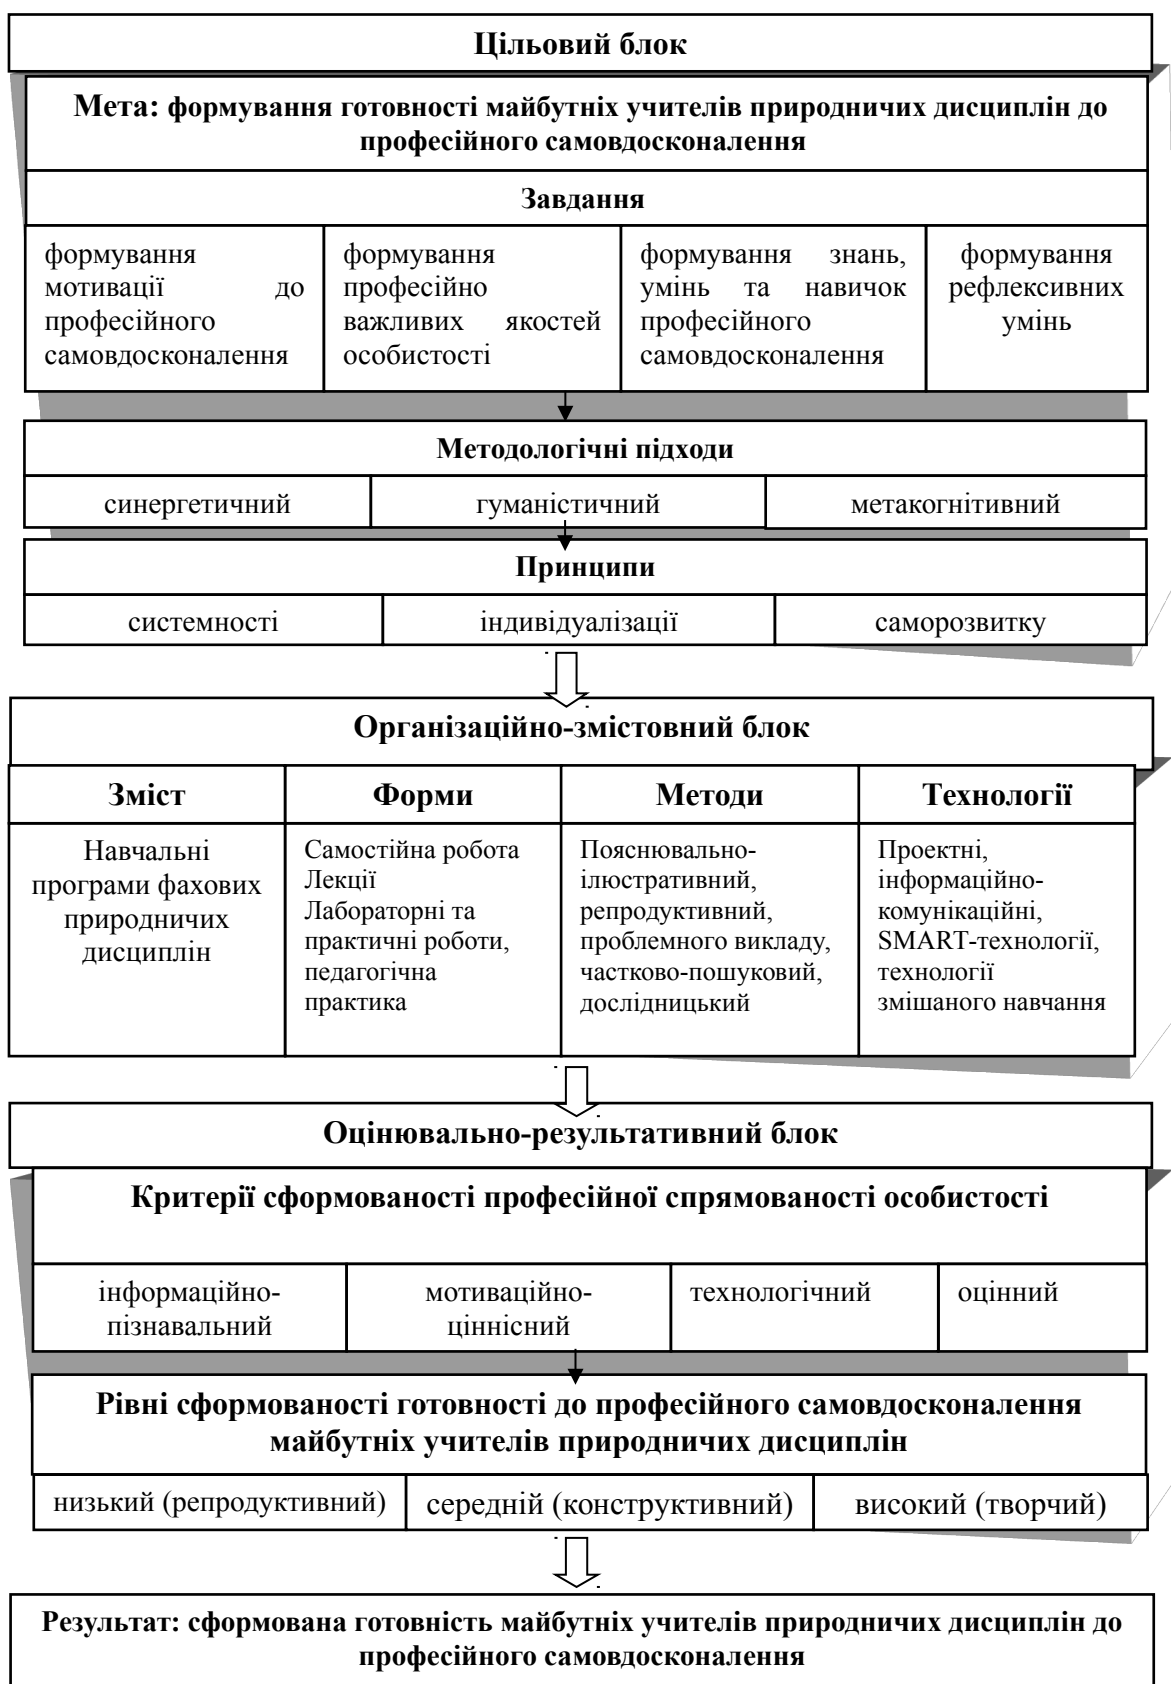 Цільовий блок
Мета: формування готовності майбутніх учителів природничих дисциплін до
професійного самовдосконалення
Завдання
формування
мотивації до
професійного
самовдосконалення
формування
професійно
важливих якостей
особистості
формування знань,
умінь та навичок
професійного
самовдосконалення
формування
рефлексивних
умінь
Методологічні підходи
синергетичний
гуманістичний
метакогнітивний
Принципи
системності
індивідуалізації
саморозвитку
Організаційно-змістовний блок
Зміст
Форми
Методи
Технології
Навчальні
програми фахових
природничих
дисциплін
Самостійна робота
Лекції
Лабораторні та
практичні роботи,
педагогічна
практика
Пояснювально-
ілюстративний,
репродуктивний,
проблемного викладу,
частково-пошуковий,
дослідницький
Проектні,
інформаційно-
комунікаційні,
SMART-технології,
технології
змішаного навчання
Оцінювально-результативний блок
Критерії сформованості професійної спрямованості особистості
інформаційно-
пізнавальний
мотиваційно-
ціннісний
технологічний
оцінний
Рівні сформованості готовності до професійного самовдосконалення
майбутніх учителів природничих дисциплін
низький (репродуктивний)
середній (конструктивний)
високий (творчий)
Результат: сформована готовність майбутніх учителів природничих дисциплін до
професійного самовдосконалення